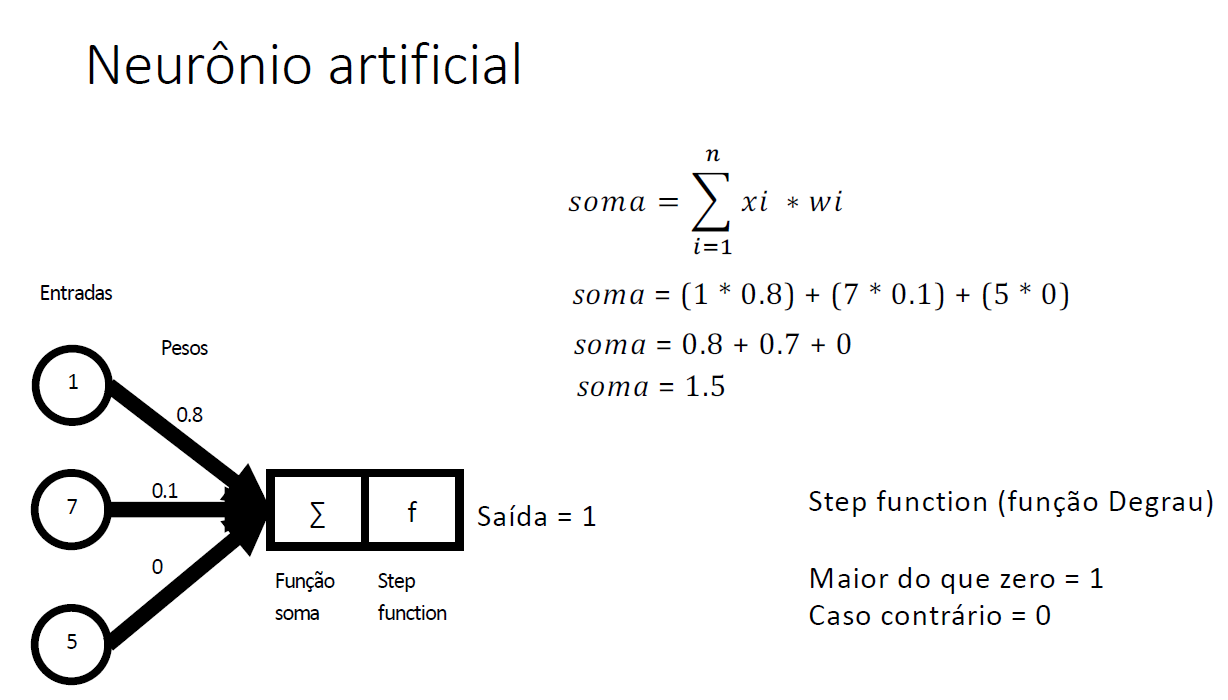 Neurônio artificial
n
soma = ∑ xi * wi
i=1
soma = (1 * 0.8) + (7 * 0.1) + (5 * 0)
soma = 0.8 + 0.7 + 0
soma = 1.5
Entradas
Pesos
1
0.8
7
0.1
0
5
∑
f
Saída = 1
Função
soma
Step
function
Step function (função Degrau)
Maior do que zero = 1
Caso contrário = 0